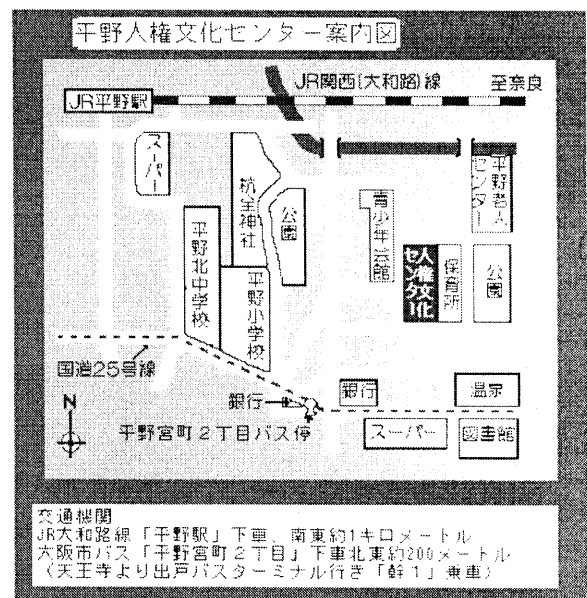 平野人権文化センター案内図
JR関西(大和路)線
至奈良
JR平野駅
スーパー
杭全神社
公園
青少年会館
平野老人
センター
平野北中学校
平野小学校
人権文化
センター
保育所
公園
国道25号線
銀行
銀行
温泉
N
平野宮町2丁目バス停
スーパー
図書館
交通機関
JR大和路線「平野駅」下車、南東約1キロメートル
大阪市バス「平野宮町2丁目」下車北東約200メートル
(天王寺より出戸バスターミナル行き「幹1」乗車)